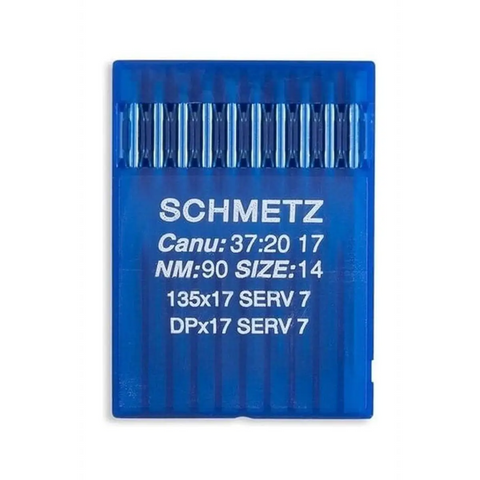 SCHMETZ
Canu: 37:20 17
NM:90 SIZE:14
135x17 SERV 7
DPx17 SERV 7